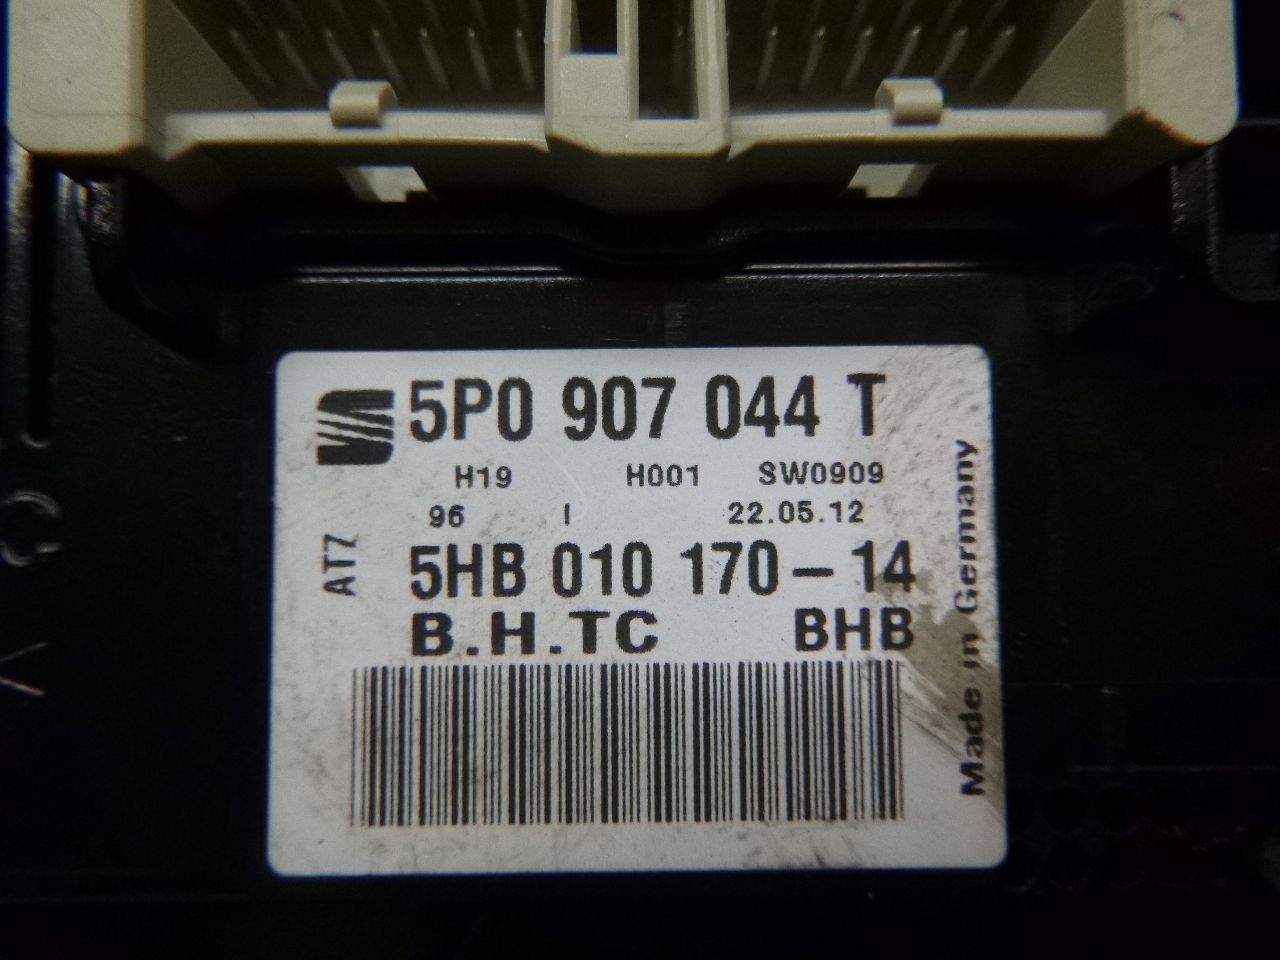 5P0 907 044 T
H19 H001 SW0909
96 I 22.05.12
AT7
5HB 010 170-14
B.H.TC BHB
Made in Germany